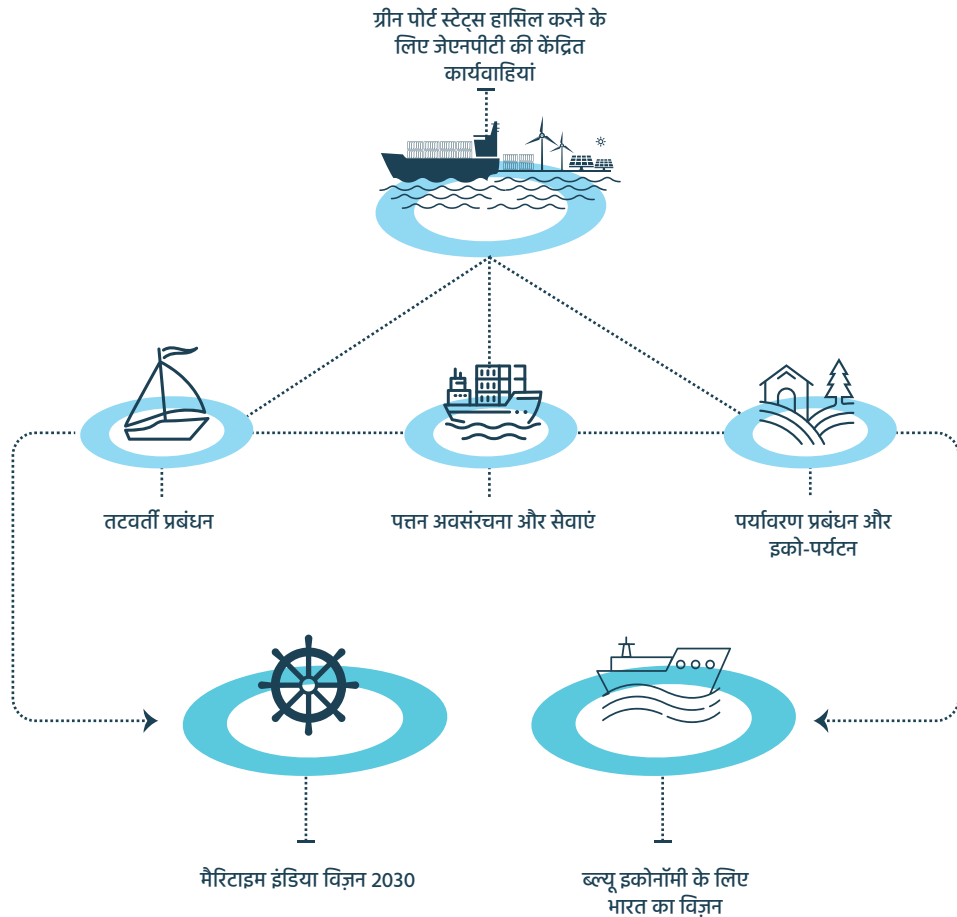 ग्रीन पोर्ट स्टेट्स हासिल करने के
लिए जेएनपीटी की केंद्रित
कार्यवाहियां
तटवर्ती प्रबंधन
पत्तन अवसंरचना और सेवाएं
पर्यावरण प्रबंधन और
इको-पर्यटन
मैरिटाइम इंडिया विज़न 2030
ब्ल्यू इकोनॉमी के लिए
भारत का विज़न